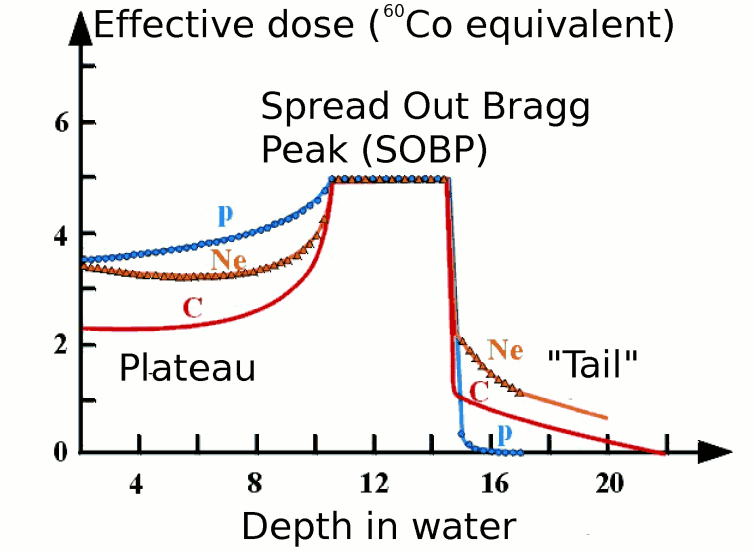 Effective dose (⁶⁰Co equivalent)
Spread Out Bragg
Peak (SOBP)
6
p
4
Ne
C
2
Ne
"Tail"
Plateau
C
p
0
4 8 12 16 20
Depth in water